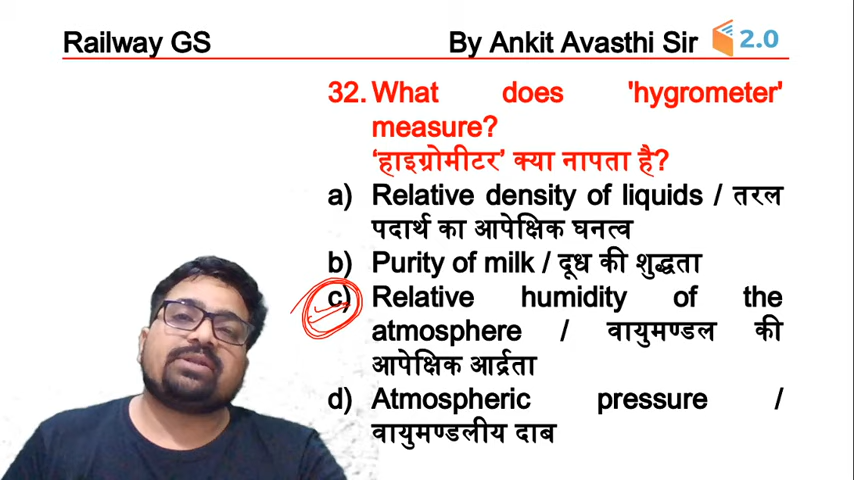 Railway GS
By Ankit Avasthi Sir
2.0
32. What does 'hygrometer'
measure?
‘हाइग्रोमीटर’ क्या नापता है?
a) Relative density of liquids / तरल
पदार्थ का आपेक्षिक घनत्व
b) Purity of milk / दूध की शुद्धता
c) Relative humidity of the
atmosphere / वायुमण्डल की
आपेक्षिक आर्द्रता
d) Atmospheric pressure /
वायुमण्डलीय दाब